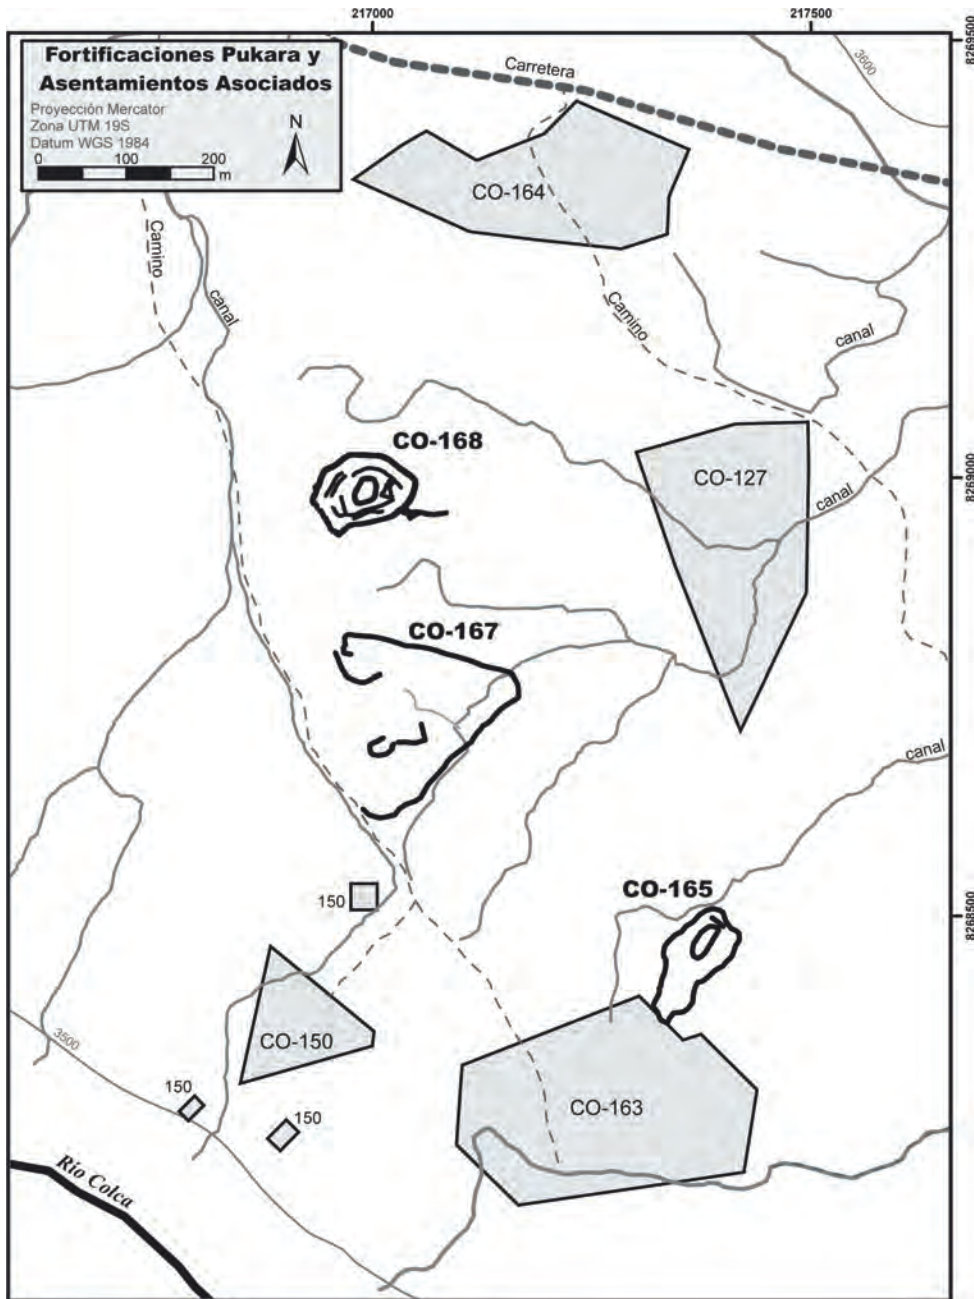 217000
217500
8269500
Fortificaciones Pukara y
Asentamientos Asociados
Proyección Mercator
Zona UTM 19S
Datum WGS 1984
N
0 100 200
m
Carretera
3600
CO-164
Camino
canal
Camino
canal
CO-168
CO-127
8269000
canal
CO-167
canal
CO-165
150
8268500
3500
CO-150
150
150
CO-163
Río Colca